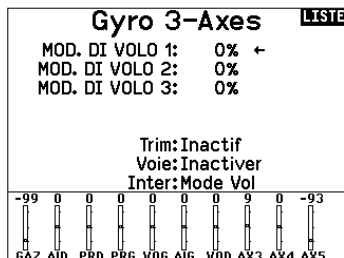 Gyro 3-Axes
LISTE
MOD. DI VOLO 1: 0% ←
MOD. DI VOLO 2: 0%
MOD. DI VOLO 3: 0%
Trim: Inactif
Voie: Inactiver
Inter: Mode Vol
-99 0 0 0 0 0 0 9 0 -93
GAZ AID PRD PRG VOG AIG VOD AX3 AX4 AX5